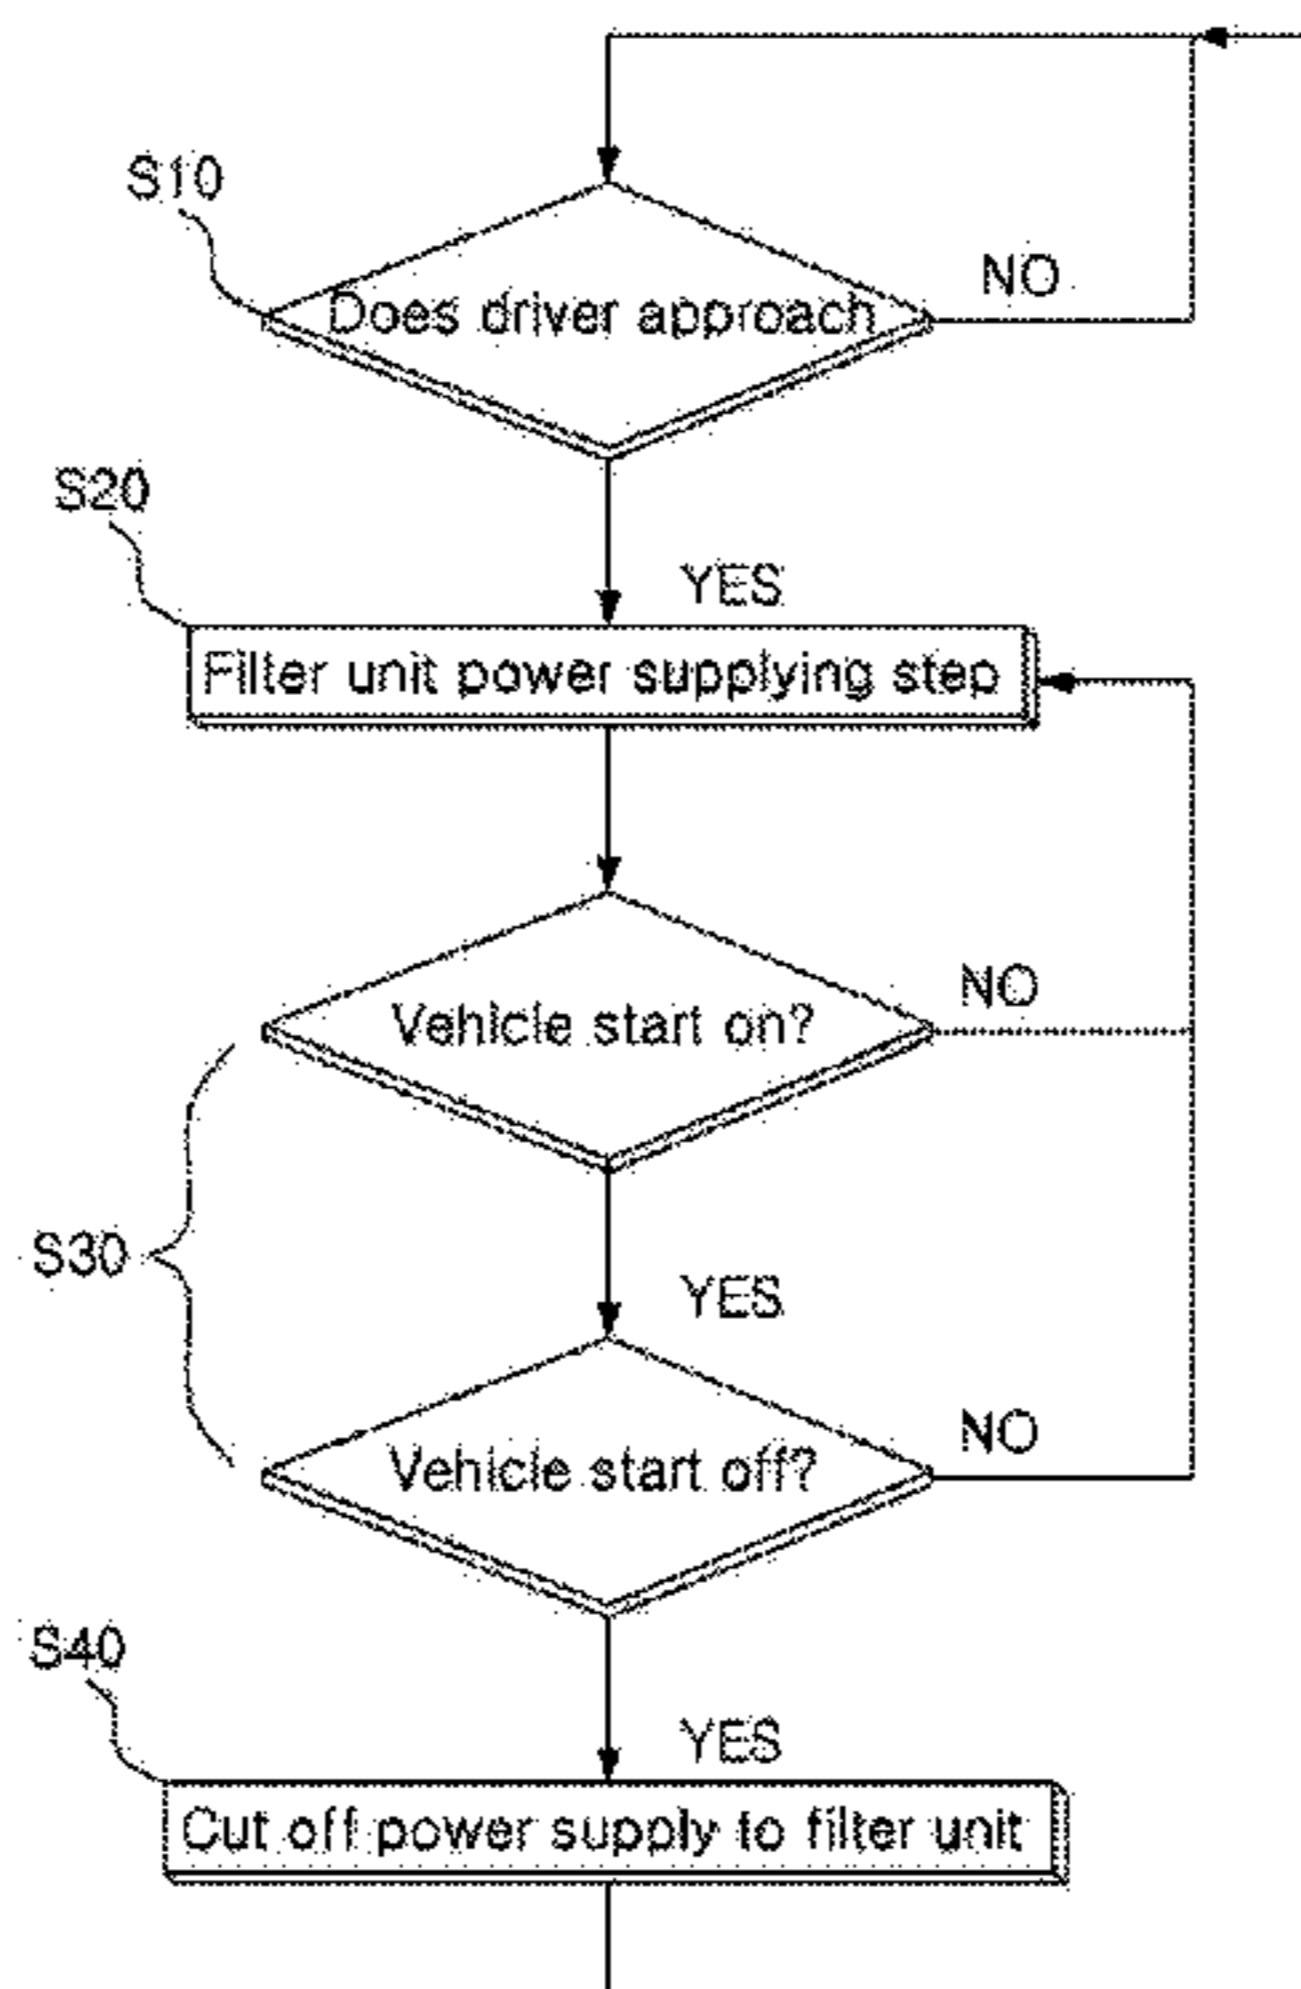 S10
NO
Does driver approach
S20
YES
Filter unit power supplying step
NO
Vehicle start on?
S30
YES
NO
Vehicle start off?
S40
YES
Cut off power supply to filter unit